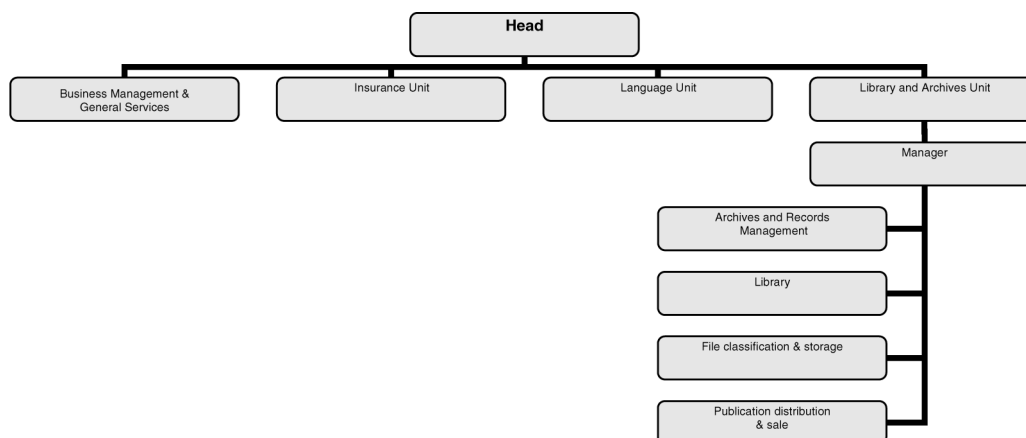 Head
Business Management &
General Services
Insurance Unit
Language Unit
Library and Archives Unit
Manager
Archives and Records
Management
Library
File classification & storage
Publication distribution
& sale